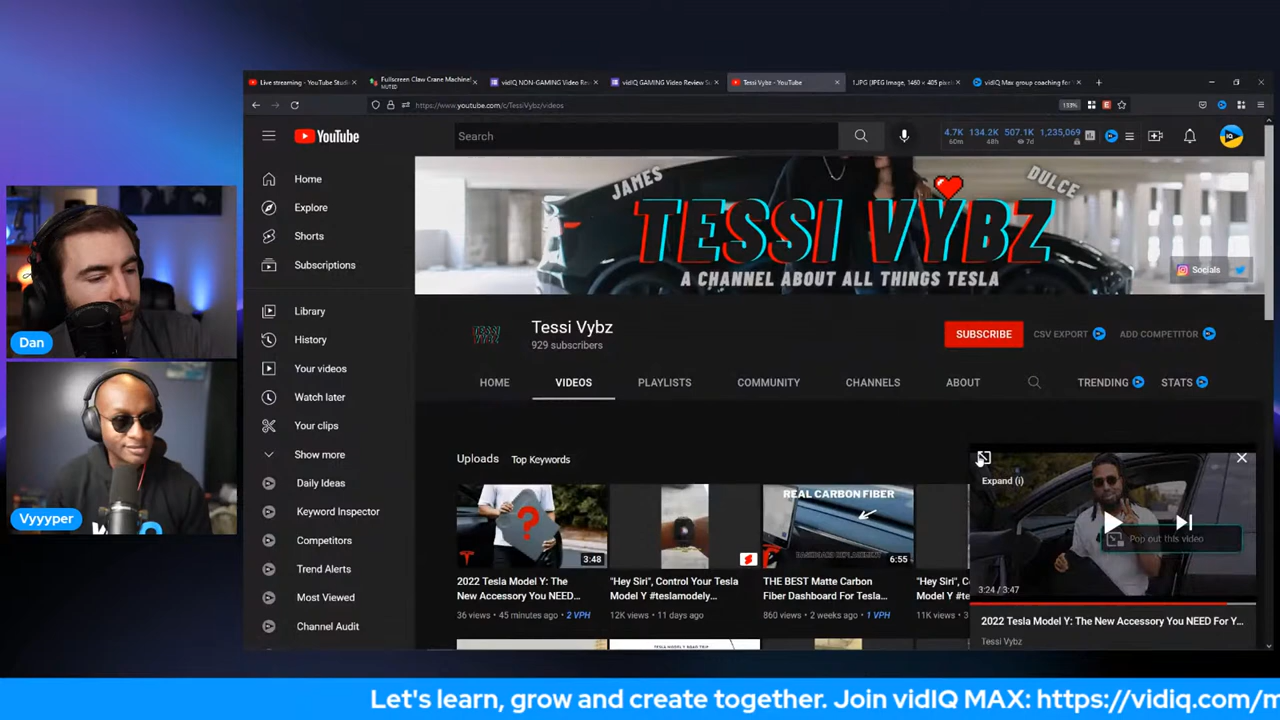 Live streaming - YouTube Studi
Fullscreen Claw Crane Machine!
MUTED
vidIQ NON-GAMING Video Re
vidIQ GAMING Video Review Su
Tessi Vybz - YouTube
1.JPG (JPEG Image, 1460 × 405 pixel
vidIQ Max group coaching for
https://www.youtube.com/c/TessiVybz/videos
133%
YouTube
Search
4.7K 134.2K 507.1K 1,235,069
60m 48h 7d
Home
Explore
Shorts
Subscriptions
Library
History
Your videos
Watch later
Your clips
Show more
Daily Ideas
Keyword Inspector
Competitors
Trend Alerts
Most Viewed
Channel Audit
JAMES
DULCE
TESSI VYBZ
A CHANNEL ABOUT ALL THINGS TESLA
Socials
Tessi Vybz
929 subscribers
SUBSCRIBE
CSV EXPORT
ADD COMPETITOR
HOME
VIDEOS
PLAYLISTS
COMMUNITY
CHANNELS
ABOUT
TRENDING
STATS
Uploads
Top Keywords
3:48
2022 Tesla Model Y: The
New Accessory You NEED...
36 views • 45 minutes ago • 2 VPH
"Hey Siri", Control Your Tesla
Model Y #teslamodely...
12K views • 11 days ago
REAL CARBON FIBER
6:55
THE BEST Matte Carbon
Fiber Dashboard For Tesla...
860 views • 2 weeks ago • 1 VPH
"Hey Siri
Model Y #
11K views • 3
Expand (i)
Pop out this video
3:24 / 3:47
2022 Tesla Model Y: The New Accessory You NEED For Y...
Tessi Vybz
Dan
Vyyyper
Let's learn, grow and create together. Join vidIQ MAX: https://vidiq.com/m